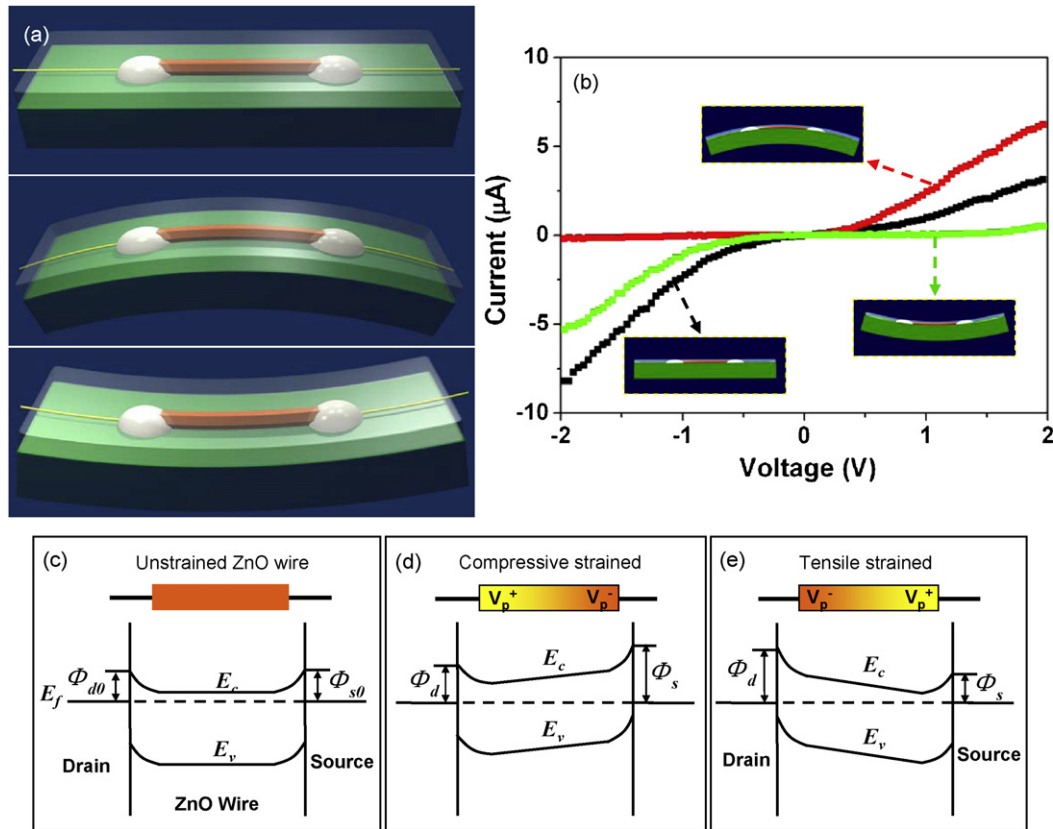 (a)
(b)
10
5
0
-5
-10
-2
-1
0
1
2
Current (μA)
Voltage (V)
(c)
Unstrained ZnO wire
Φd0
Ef
Ec
Φs0
Ev
Drain
Source
ZnO Wire
(d)
Compressive strained
Vp+
Vp-
Φd
Ec
Φs
Ev
(e)
Tensile strained
Vp-
Vp+
Φd
Ec
Φs
Ev
Drain
Source